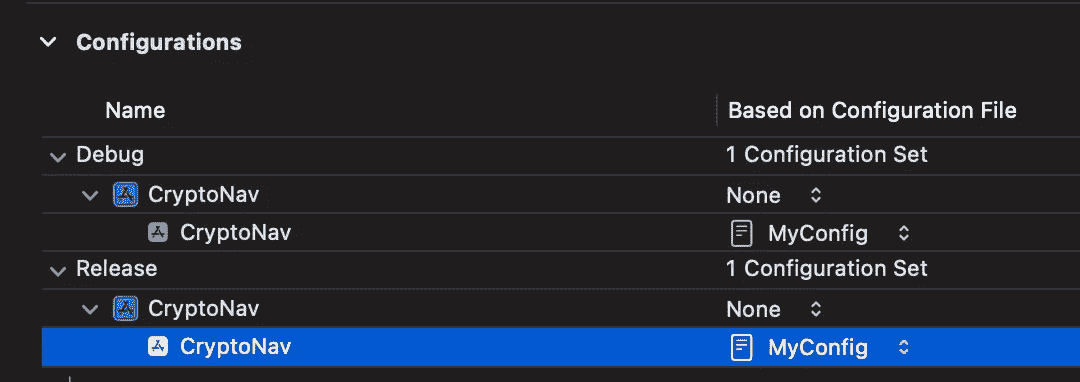 Configurations
Name Based on Configuration File
Debug 1 Configuration Set
CryptoNav None
CryptoNav MyConfig
Release 1 Configuration Set
CryptoNav None
CryptoNav MyConfig